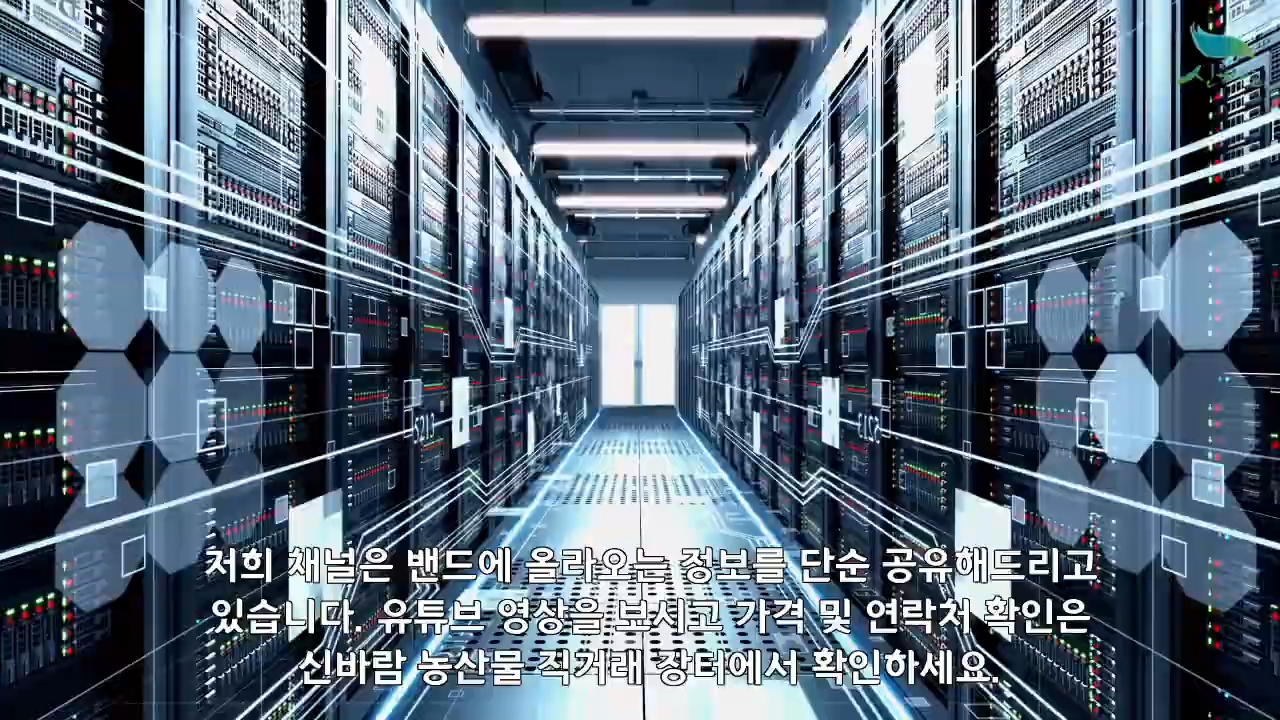 저희 채널은 밴드에 올라오는 정보를 단순 공유해드리고
있습니다. 유튜브 영상을 보시고 가격 및 연락처 확인은
신바람 농산물 직거래 장터에서 확인하세요.